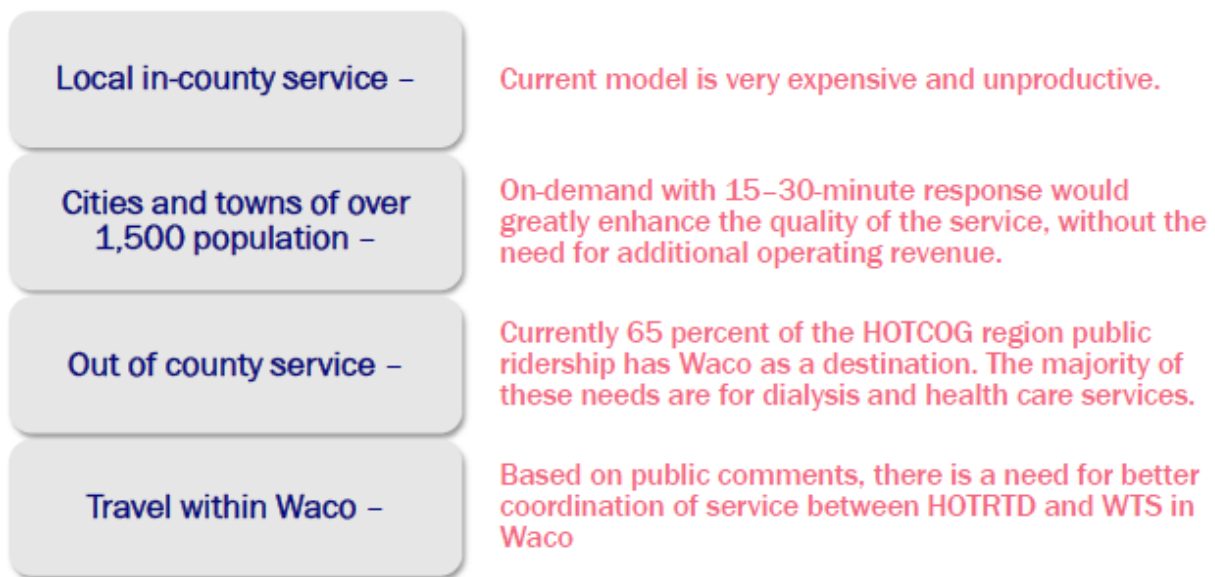 Local in-county service –
Current model is very expensive and unproductive.
Cities and towns of over
1,500 population –
On-demand with 15–30-minute response would
greatly enhance the quality of the service, without the
need for additional operating revenue.
Out of county service –
Currently 65 percent of the HOTCOG region public
ridership has Waco as a destination. The majority of
these needs are for dialysis and health care services.
Travel within Waco –
Based on public comments, there is a need for better
coordination of service between HOTRTD and WTS in
Waco